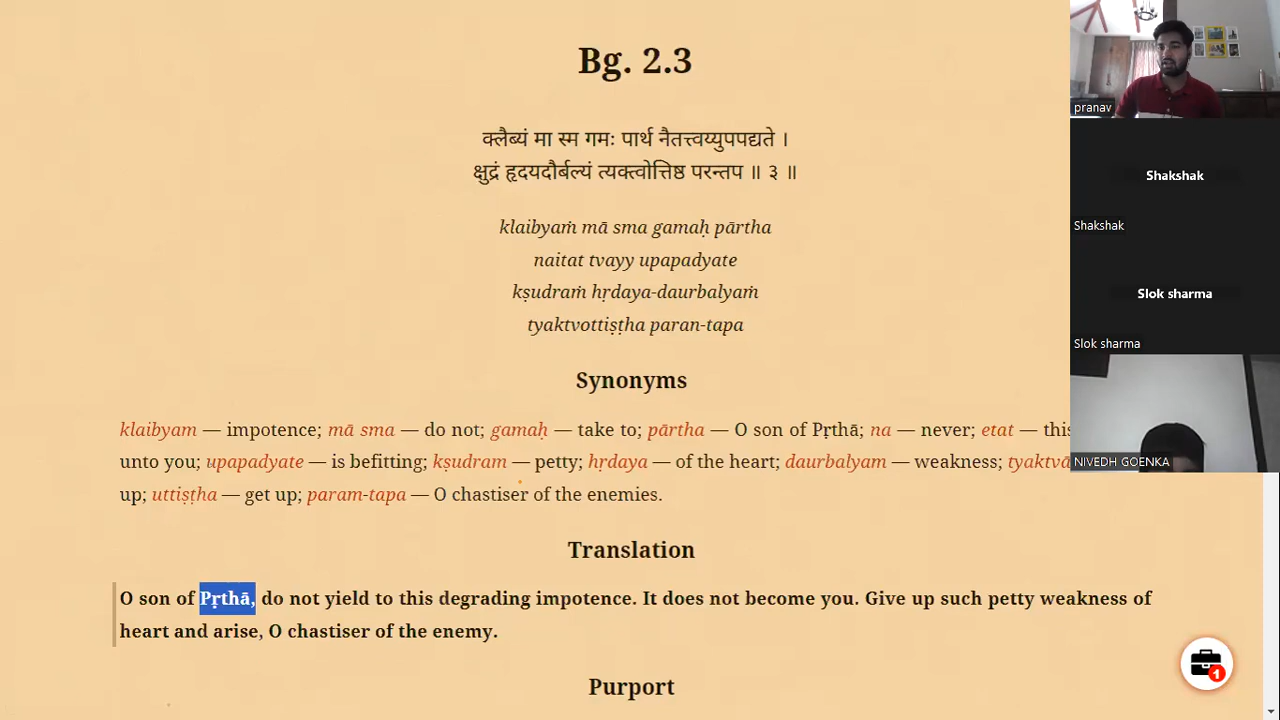 Bg. 2.3
क्लैब्यं मा स्म गमः पार्थ नैतत्त्वय्युपपद्यते ।
क्षुद्रं हृदयदौर्बल्यं त्यक्त्वोत्तिष्ठ परन्तप ॥ ३ ॥
klaibyaṁ mā sma gamaḥ pārtha
naitat tvayy upapadyate
kṣudraṁ hṛdaya-daurbalyaṁ
tyaktvottiṣṭha paran-tapa
Synonyms
klaibyam — impotence; mā sma — do not; gamaḥ — take to; pārtha — O son of Pṛthā; na — never; etat — this
unto you; upapadyate — is befitting; kṣudram — petty; hṛdaya — of the heart; daurbalyam — weakness; tyaktvā
up; uttiṣṭha — get up; param-tapa — O chastiser of the enemies.
Translation
O son of Pṛthā, do not yield to this degrading impotence. It does not become you. Give up such petty weakness of
heart and arise, O chastiser of the enemy.
Purport
pranav
Shakshak
Shakshak
Slok sharma
Slok sharma
NIVEDH GOENKA
1